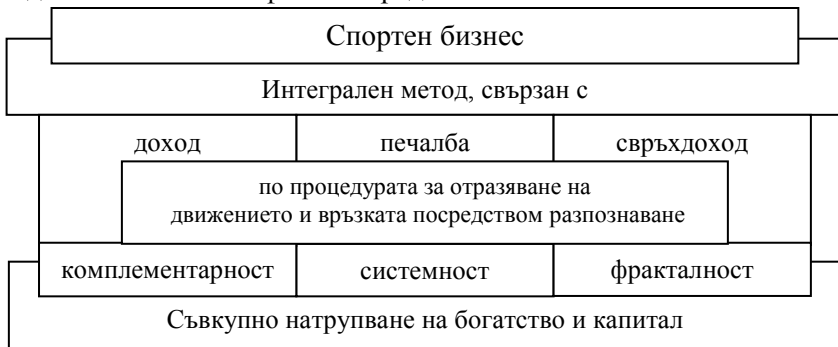 Спортен бизнес
Интегрален метод, свързан с
доход печалба свръхдоход
по процедурата за отразяване на
движението и връзката посредством разпознаване
комплементарност системност фракталност
Съвкупно натрупване на богатство и капитал